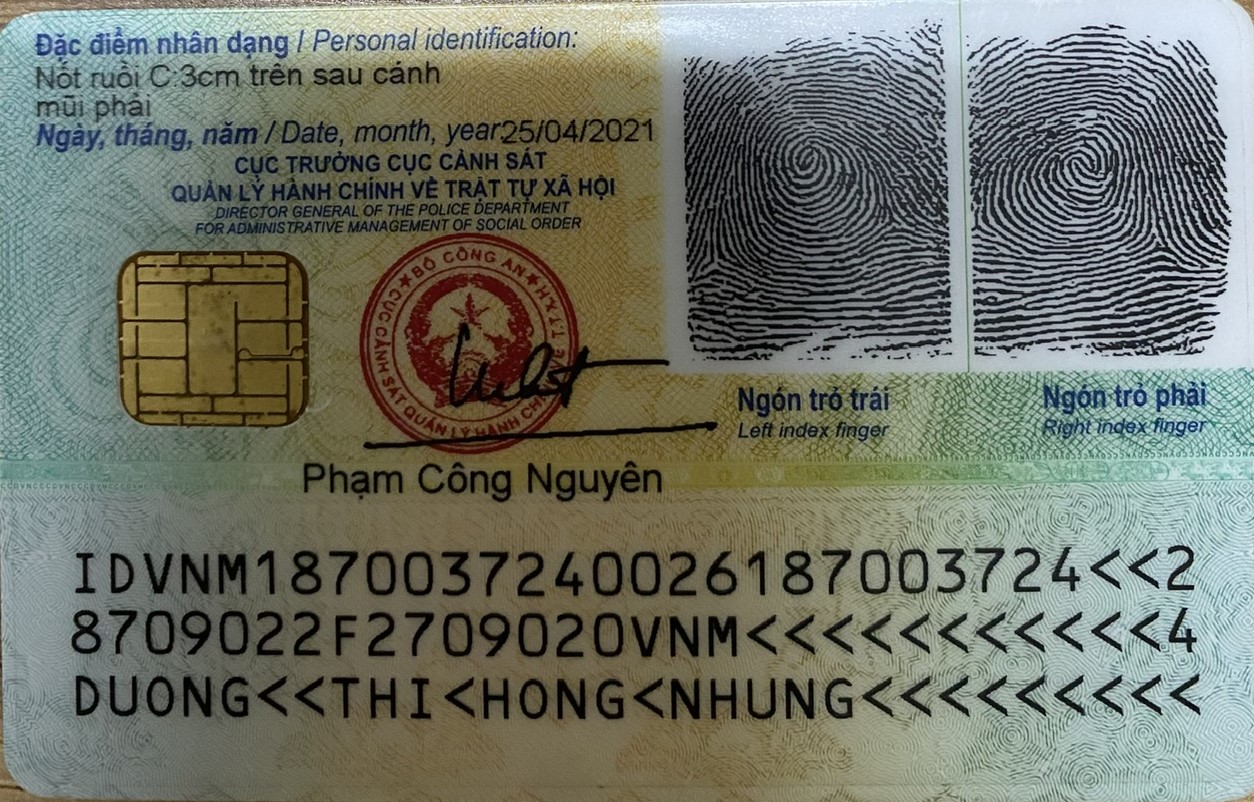 Đặc điểm nhân dạng / Personal identification:
Nốt ruồi C:3cm trên sau cánh
mũi phải
Ngày, tháng, năm / Date, month, year:25/04/2021
CỤC TRƯỞNG CỤC CẢNH SÁT
QUẢN LÝ HÀNH CHÍNH VỀ TRẬT TỰ XÃ HỘI
DIRECTOR GENERAL OF THE POLICE DEPARTMENT
FOR ADMINISTRATIVE MANAGEMENT OF SOCIAL ORDER
BỘ CÔNG AN
CỤC CẢNH SÁT QUẢN LÝ HÀNH CHÍNH
Phạm Công Nguyên
Ngón trỏ trái
Left index finger
Ngón trỏ phải
Right index finger
IDVNM1870037240026187003724<<2
8709022F2709020VNM<<<<<<<<<<<4
DUONG<<THI<HONG<NHUNG<<<<<<<<<